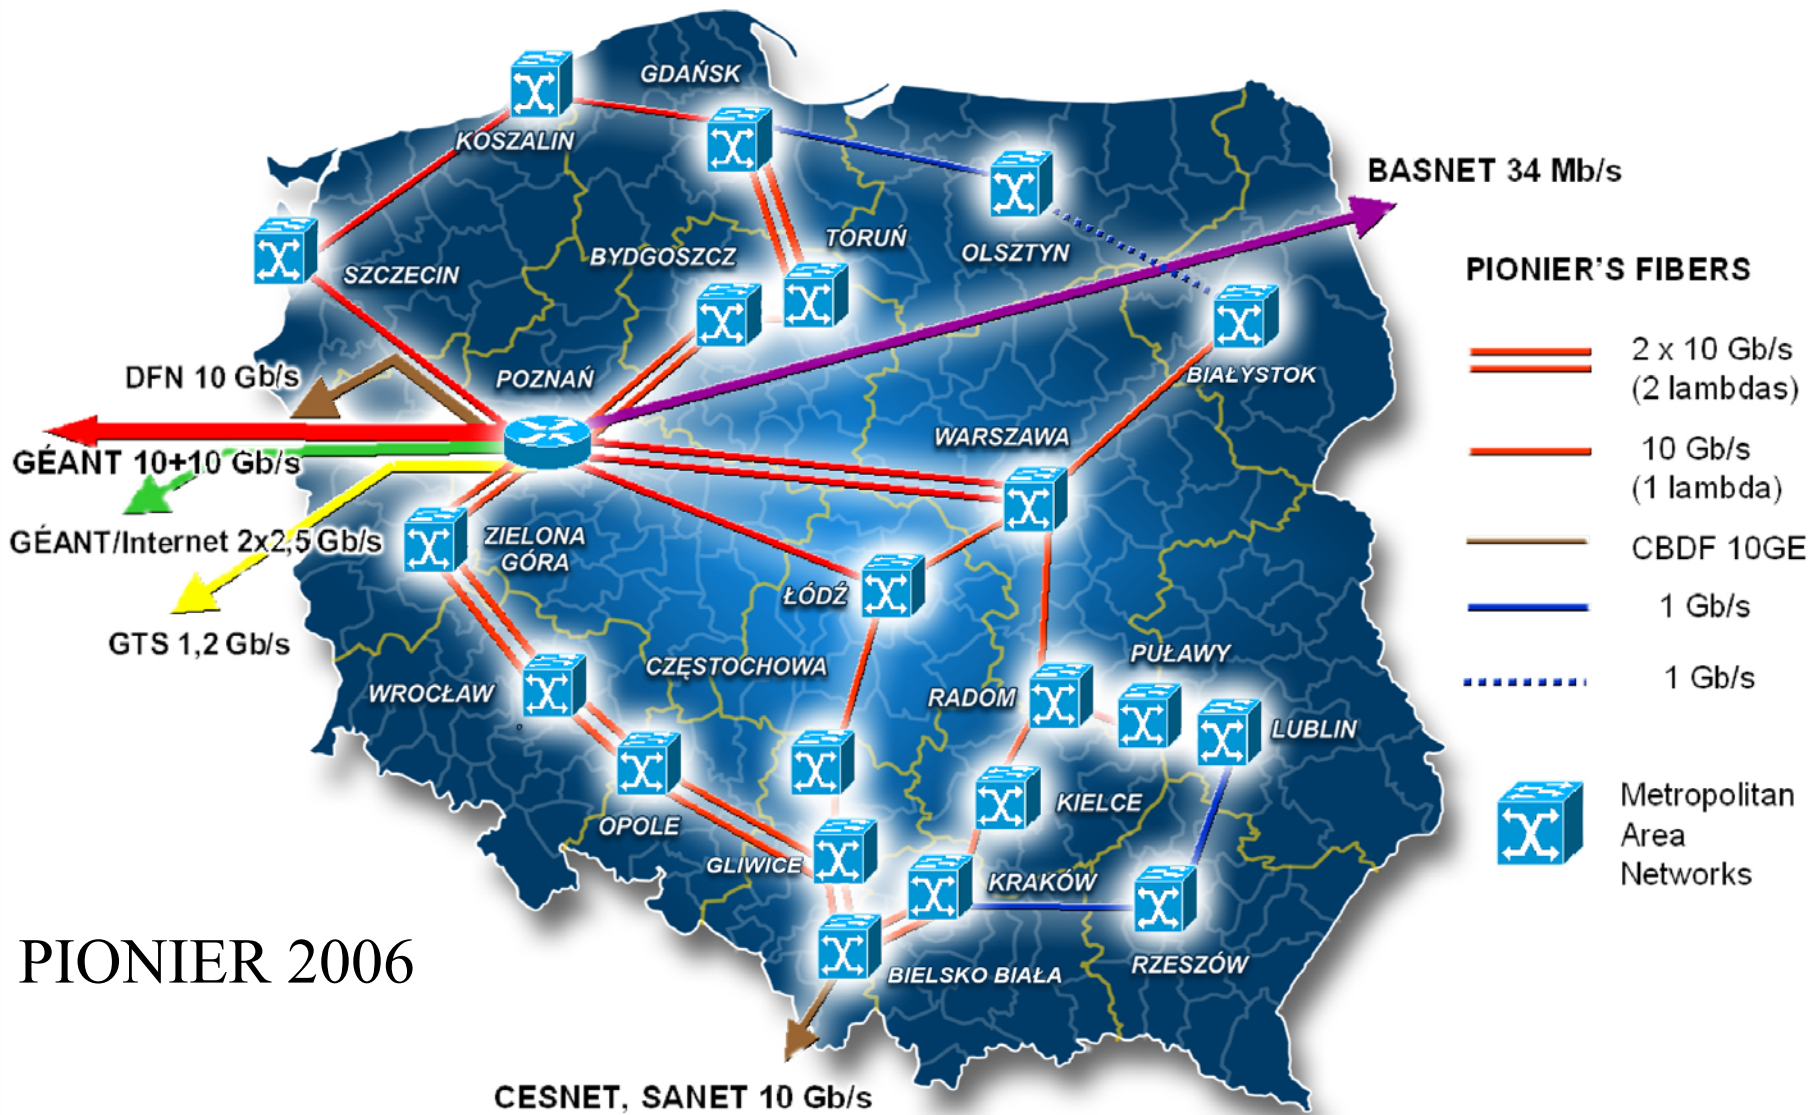 GDAŃSK
KOSZALIN
BASNET 34 Mb/s
TORUŃ
OLSZTYN
BYDGOSZCZ
SZCZECIN
PIONIER’S FIBERS
2 x 10 Gb/s
(2 lambdas)
DFN 10 Gb/s
POZNAŃ
BIAŁYSTOK
WARSZAWA
10 Gb/s
(1 lambda)
GÉANT 10+10 Gb/s
GÉANT/Internet 2x2,5 Gb/s
ZIELONA
GÓRA
CBDF 10GE
ŁÓDŹ
1 Gb/s
GTS 1,2 Gb/s
CZĘSTOCHOWA
PUŁAWY
WROCŁAW
RADOM
1 Gb/s
LUBLIN
KIELCE
Metropolitan
Area
Networks
OPOLE
GLIWICE
KRAKÓW
PIONIER 2006
BIELSKO BIAŁA
RZESZÓW
CESNET, SANET 10 Gb/s